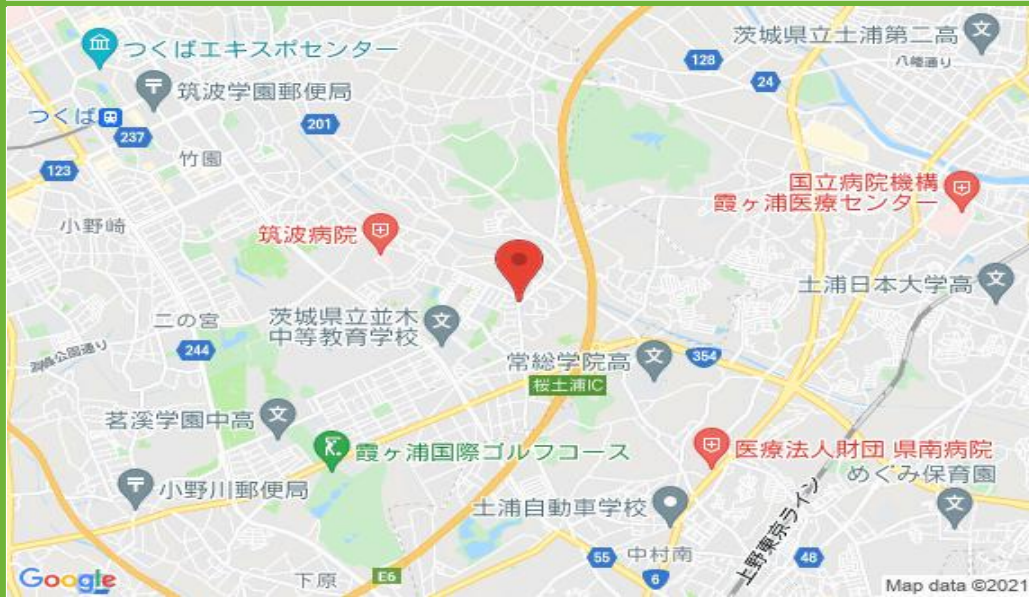 つくばエキスポセンター
茨城県立土浦第二高
八幡通り
128
24
筑波学園郵便局
つくば
201
237
竹園
123
国立病院機構
霞ヶ浦医療センター
小野崎
筑波病院
土浦日本大学高
二の宮
茨城県立並木
中等教育学校
244
354
常総学院高
桜土浦IC
茗溪学園中高
霞ヶ浦国際ゴルフコース
医療法人財団 県南病院
めぐみ保育園
小野川郵便局
土浦自動車学校
上野東京ライン
55
中村南
48
6
下原
E6
Google
Map data ©2021